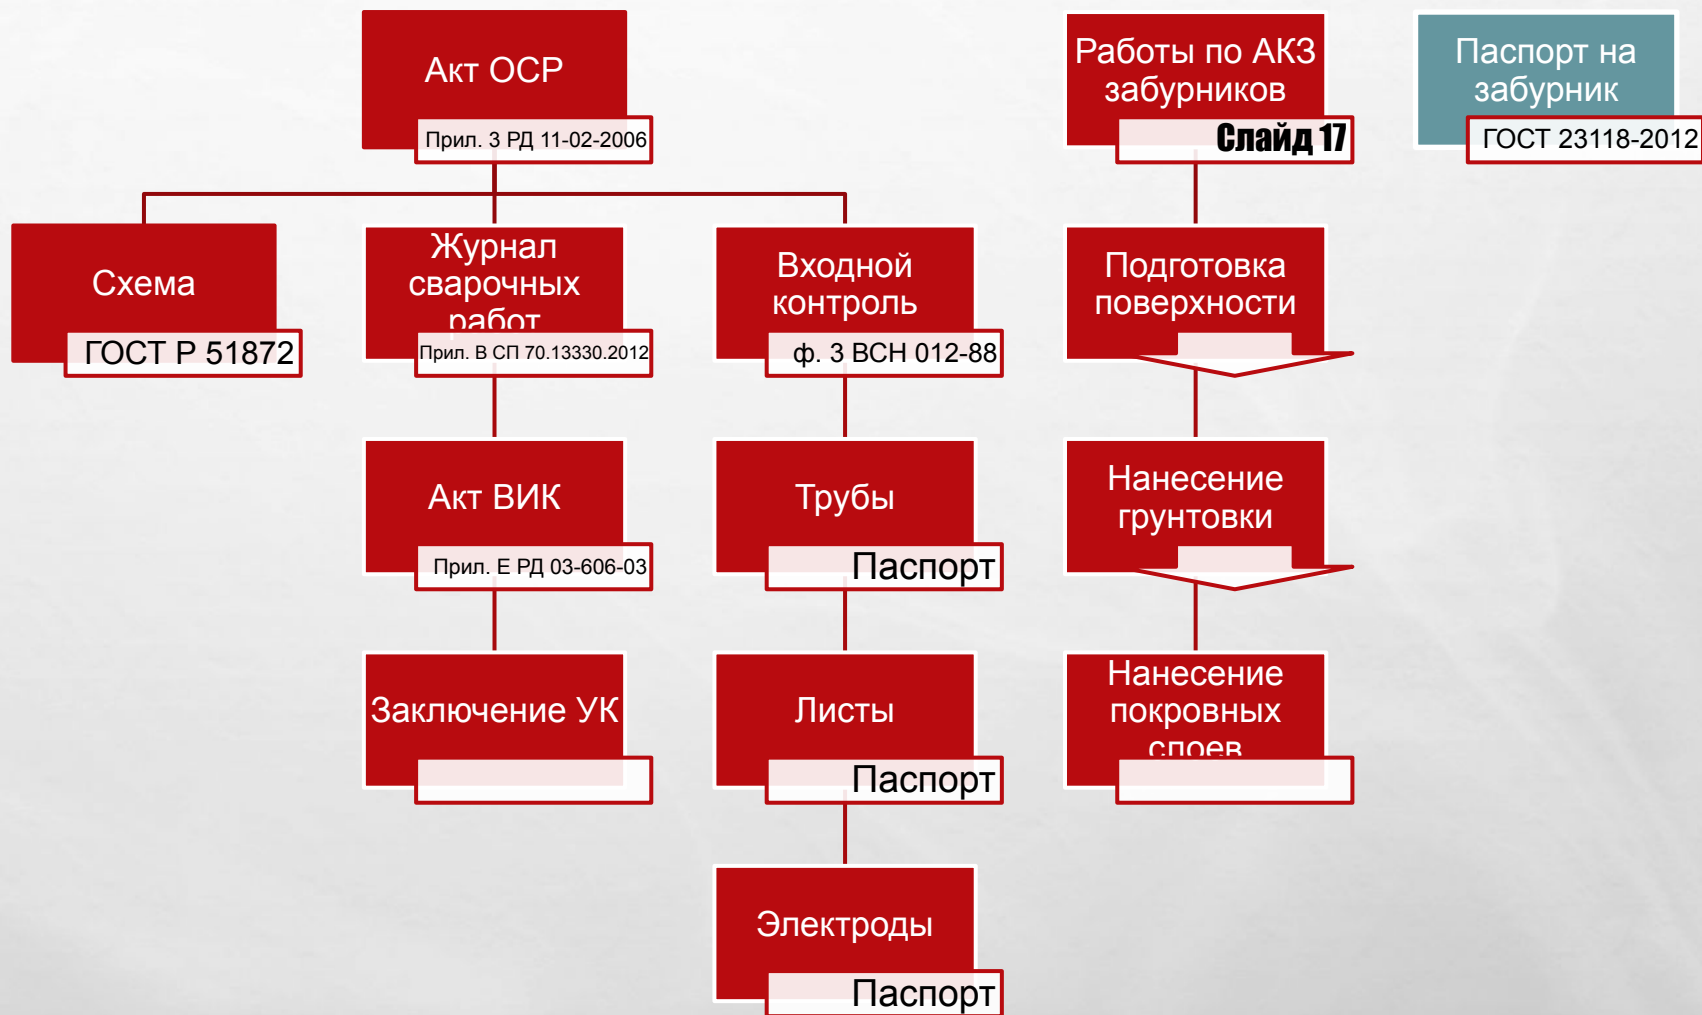 Акт ОСР
Прил. 3 РД 11-02-2006
Работы по АКЗ
забурников
Слайд 17
Паспорт на
забурник
ГОСТ 23118-2012
Схема
ГОСТ Р 51872
Журнал
сварочных
работ
Прил. В СП 70.13330.2012
Входной
контроль
ф. 3 ВСН 012-88
Подготовка
поверхности
Акт ВИК
Прил. Е РД 03-606-03
Трубы
Паспорт
Нанесение
грунтовки
Заключение УК
Листы
Паспорт
Нанесение
покровных
слоев
Электроды
Паспорт